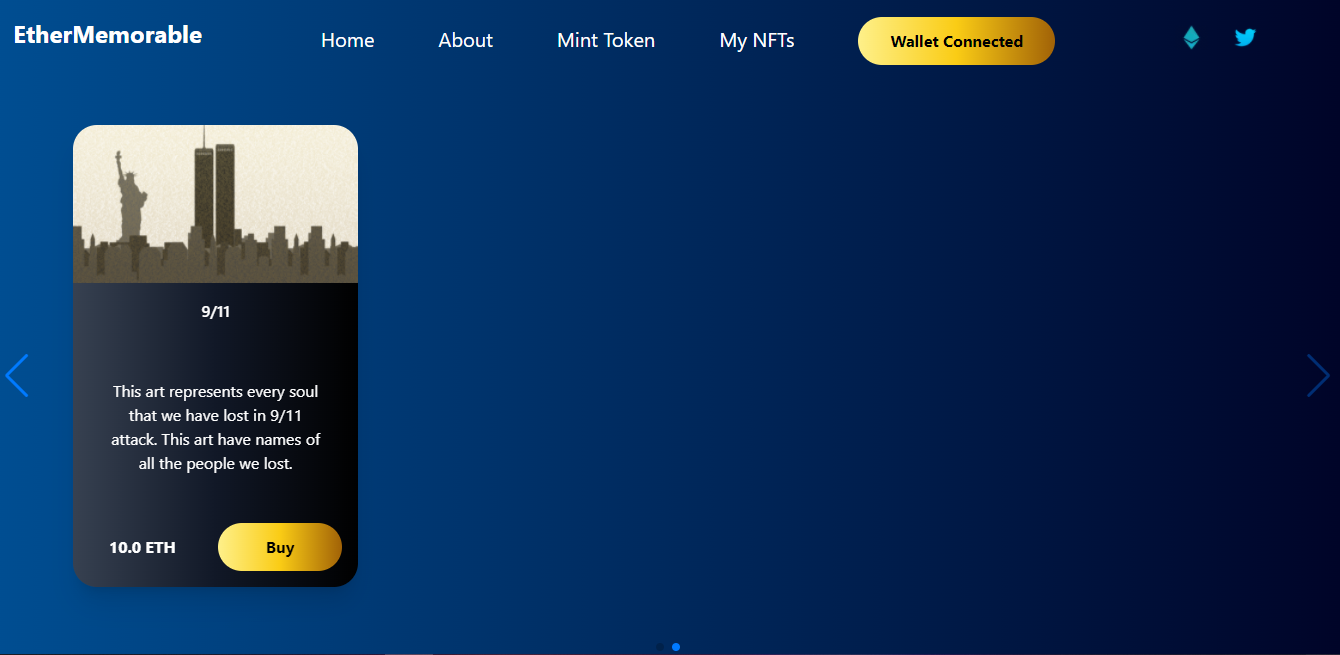 EtherMemorable
Home
About
Mint Token
My NFTs
Wallet Connected
9/11
This art represents every soul
that we have lost in 9/11
attack. This art have names of
all the people we lost.
10.0 ETH
Buy